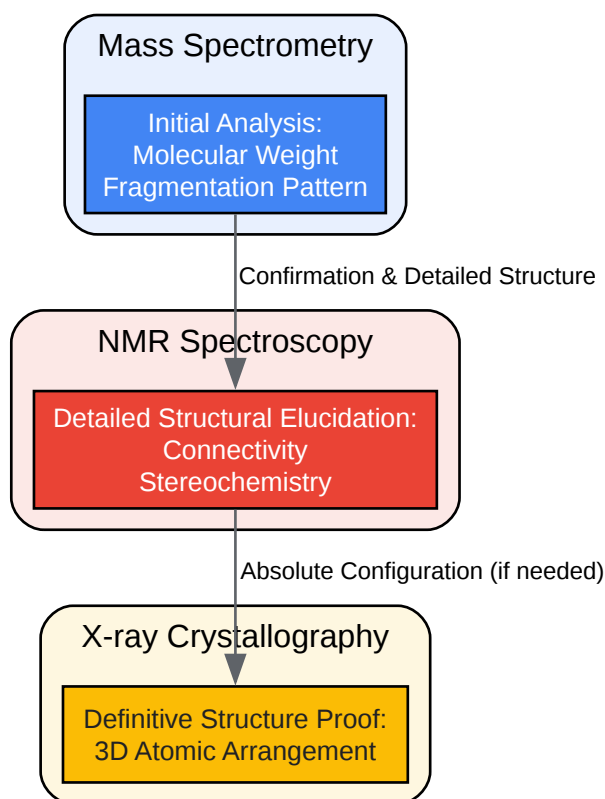 Mass Spectrometry
Initial Analysis:
Molecular Weight
Fragmentation Pattern
Confirmation & Detailed Structure
NMR Spectroscopy
Detailed Structural Elucidation:
Connectivity
Stereochemistry
Absolute Configuration (if needed)
X-ray Crystallography
Definitive Structure Proof:
3D Atomic Arrangement